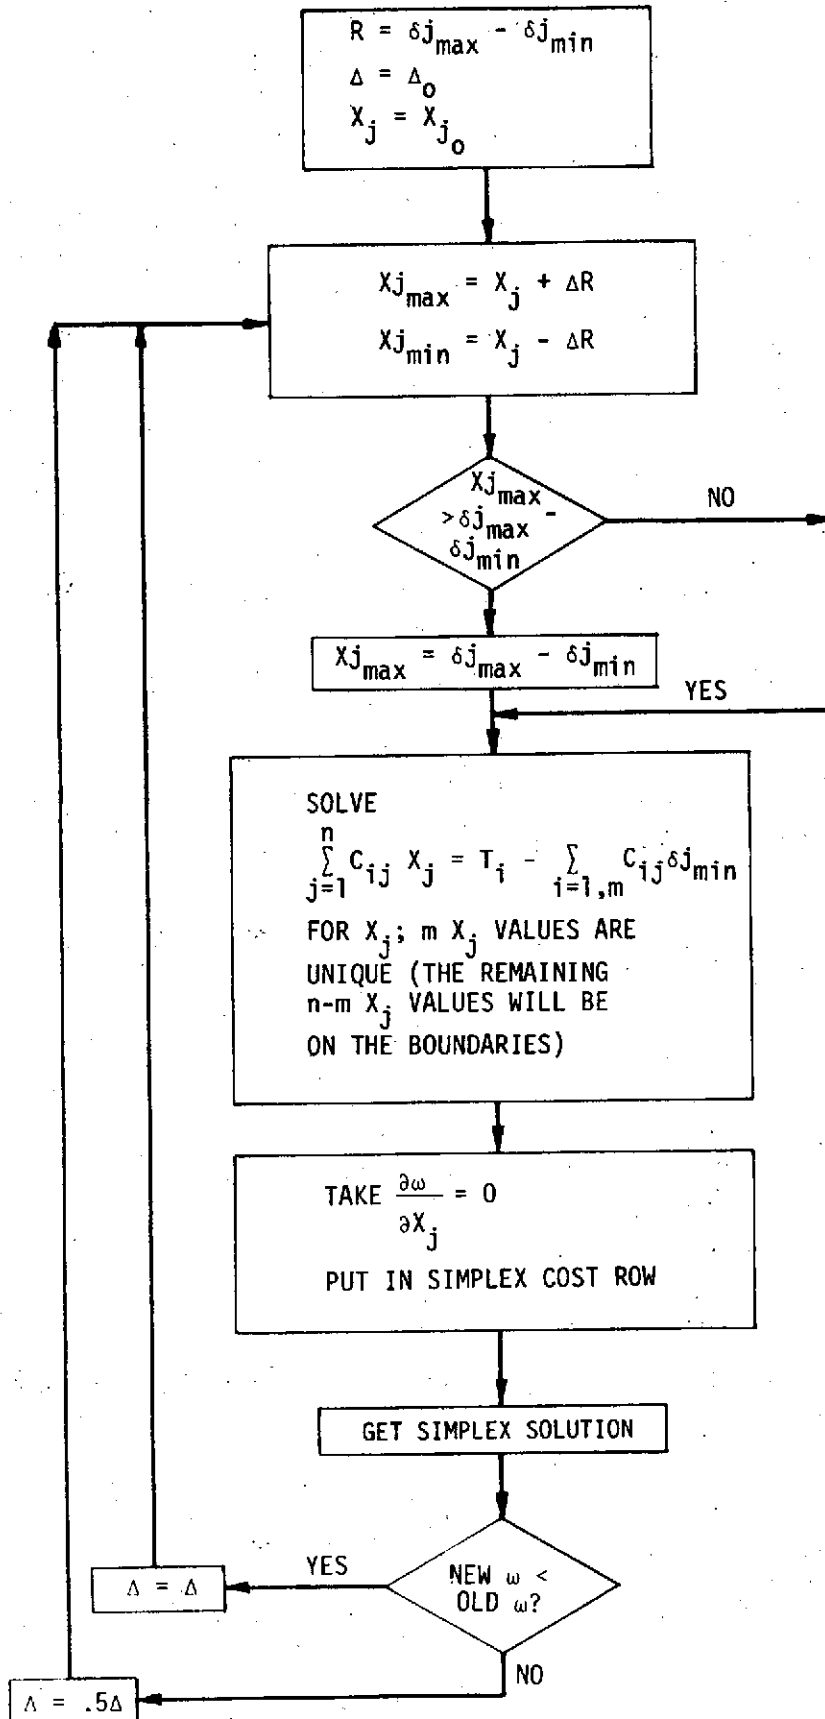 R = δj_max - δj_min
Δ = Δ_o
X_j = X_j_o
Xj_max = X_j + ΔR
Xj_min = X_j - ΔR
Xj_max
> δj_max -
δj_min
NO
Xj_max = δj_max - δj_min
YES
SOLVE
n
∑ C_ij X_j = T_i - ∑ C_ij δj_min
j=1 i=1,m
FOR X_j; m X_j VALUES ARE
UNIQUE (THE REMAINING
n-m X_j VALUES WILL BE
ON THE BOUNDARIES)
TAKE ∂ω/∂X_j = 0
PUT IN SIMPLEX COST ROW
GET SIMPLEX SOLUTION
NEW ω <
OLD ω?
YES
Δ = Δ
NO
Δ = .5Δ